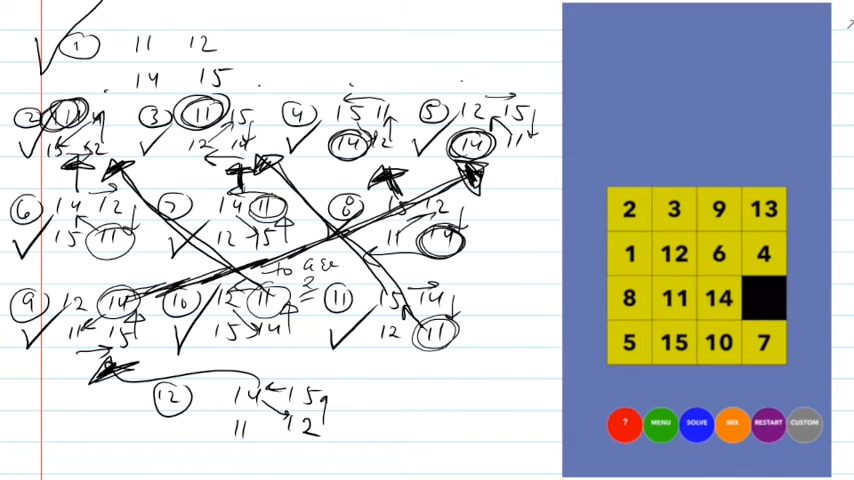 ① 11 12
14 15
② 11 14 ③ 11 15 ④ 15 11 ⑤ 12 15
15 12 12 14 14 12 14 11
⑥ 14 12 ⑦ 14 11 ⑧ 15 12
15 11 12 15 11 14
⑨ 12 14 ⑩ 12 11 ⑪ 15 14
11 15 15 14 12 11
⑫ 14 15
11 12
2 3 9 13
1 12 6 4
8 11 14
5 15 10 7
? MENU SOLVE MIX RESTART CUSTOM